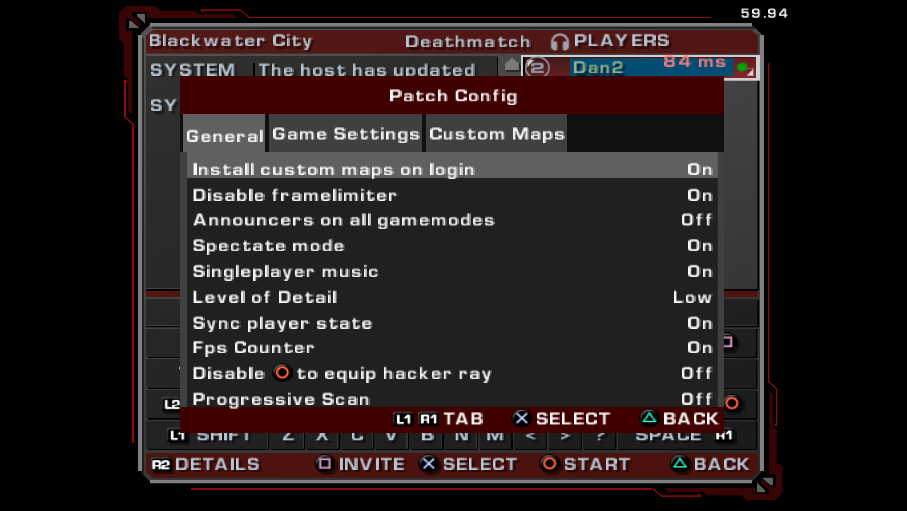 59.94
Blackwater City Deathmatch PLAYERS
SYSTEM The host has updated 2 Dan2 84 ms
SY
Patch Config
General Game Settings Custom Maps
Install custom maps on login On
Disable framelimiter On
Announcers on all gamemodes Off
Spectate mode On
Singleplayer music On
Level of Detail Low
Sync player state On
Fps Counter On
Disable to equip hacker ray Off
Progressive Scan Off
L2
L1 R1 TAB SELECT BACK
L1 SHIFT Z X C V B N M < > ? SPACE R1
R2 DETAILS INVITE SELECT START BACK